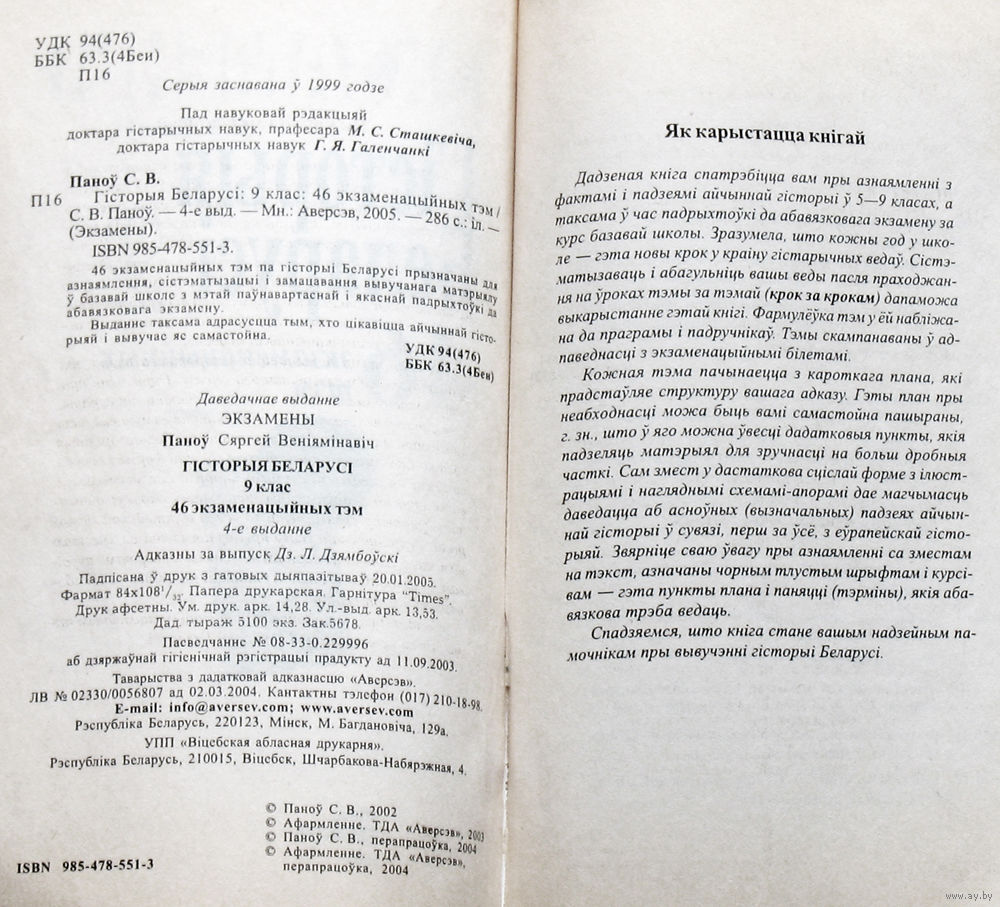 УДК 94(476)
ББК 63.3(4Беи)
П16
Серыя заснавана ў 1999 годзе
Пад навуковай рэдакцыяй
доктара гістарычных навук, прафесара М. С. Сташкевіча,
доктара гістарычных навук Г. Я. Галенчанкі
Паноў С. В.
П16 Гісторыя Беларусі: 9 клас: 46 экзаменацыйных тэм /
С. В. Паноў. — 4-е выд. — Мн.: Аверсэв, 2005. — 286 с.: іл. —
(Экзамены).
ISBN 985-478-551-3.
46 экзаменацыйных тэм па гісторыі Беларусі прызначаны для
азнаямлення, сістэматызацыі і замацавання вывучанага матэрыялу
ў базавай школе з мэтай паўнавартаснай і якаснай падрыхтоўкі да
абавязковага экзамену.
Выданне таксама адрасуецца тым, хто цікавіцца айчыннай гісто-
рыяй і вывучае яе самастойна.
УДК 94(476)
ББК 63.3(4Беи)
Даведачнае выданне
ЭКЗАМЕНЫ
Паноў Сяргей Веніямінавіч
ГІСТОРЫЯ БЕЛАРУСІ
9 клас
46 экзаменацыйных тэм
4-е выданне
Адказны за выпуск Дз. Л. Дзямбоўскі
Падпісана ў друк з гатовых дыяпазітываў 20.01.2005.
Фармат 84х108¹/₃₂. Папера друкарская. Гарнітура "Times".
Друк афсетны. Ум. друк. арк. 14,28. Ул.-выд. арк. 13,53.
Дад. тыраж 5100 экз. Зак.5678.
Пасведчанне № 08-33-0.229996
аб дзяржаўнай гігіенічнай рэгістрацыі прадукту ад 11.09.2003.
Таварыства з дадатковай адказнасцю «Аверсэв».
ЛВ № 02330/0056807 ад 02.03.2004. Кантактны тэлефон (017) 210-18-98.
E-mail: info@aversev.com; www.aversev.com
Рэспубліка Беларусь, 220123, Мінск, М. Багдановіча, 129а.
УПП «Віцебская абласная друкарня».
Рэспубліка Беларусь, 210015, Віцебск, Шчарбакова-Набярэжная, 4.
© Паноў С. В., 2002
© Афармленне. ТДА «Аверсэв», 2003
© Паноў С. В., перапрацоўка, 2004
© Афармленне. ТДА «Аверсэв»,
перапрацоўка, 2004
ISBN 985-478-551-3
Як карыстацца кнігай
Дадзеная кніга спатрэбіцца вам пры азнаямленні з
фактамі і падзеямі айчыннай гісторыі ў 5—9 класах, а
таксама ў час падрыхтоўкі да абавязковага экзамену за
курс базавай школы. Зразумела, што кожны год у шко-
ле — гэта новы крок у краіну гістарычных ведаў. Сістэ-
матызаваць і абагульніць вашы веды пасля праходжан-
ня на ўроках тэмы за тэмай (крок за крокам) дапаможа
выкарыстанне гэтай кнігі. Фармулёўка тэм у ёй набліжа-
на да праграмы і падручнікаў. Тэмы скампанаваны ў ад-
паведнасці з экзаменацыйнымі білетамі.
Кожная тэма пачынаецца з кароткага плана, які
прадстаўляе структуру вашага адказу. Гэты план пры
неабходнасці можа быць вамі самастойна пашыраны,
г. зн., што ў яго можна ўвесці дадатковыя пункты, якія
падзеляць матэрыял для зручнасці на больш дробныя
часткі. Сам змест у дастаткова сціслай форме з ілюст-
рацыямі і нагляднымі схемамі-апорамі дае магчымасць
даведацца аб асноўных (вызначальных) падзеях айчын-
най гісторыі ў сувязі, перш за ўсё, з еўрапейскай гісто-
рыяй. Звярніце сваю ўвагу пры азнаямленні са зместам
на тэкст, азначаны чорным тлустым шрыфтам і курсі-
вам — гэта пункты плана і паняцці (тэрміны), якія аба-
вязкова трэба ведаць.
Спадзяемся, што кніга стане вашым надзейным па-
мочнікам пры вывучэнні гісторыі Беларусі.
www.ay.by